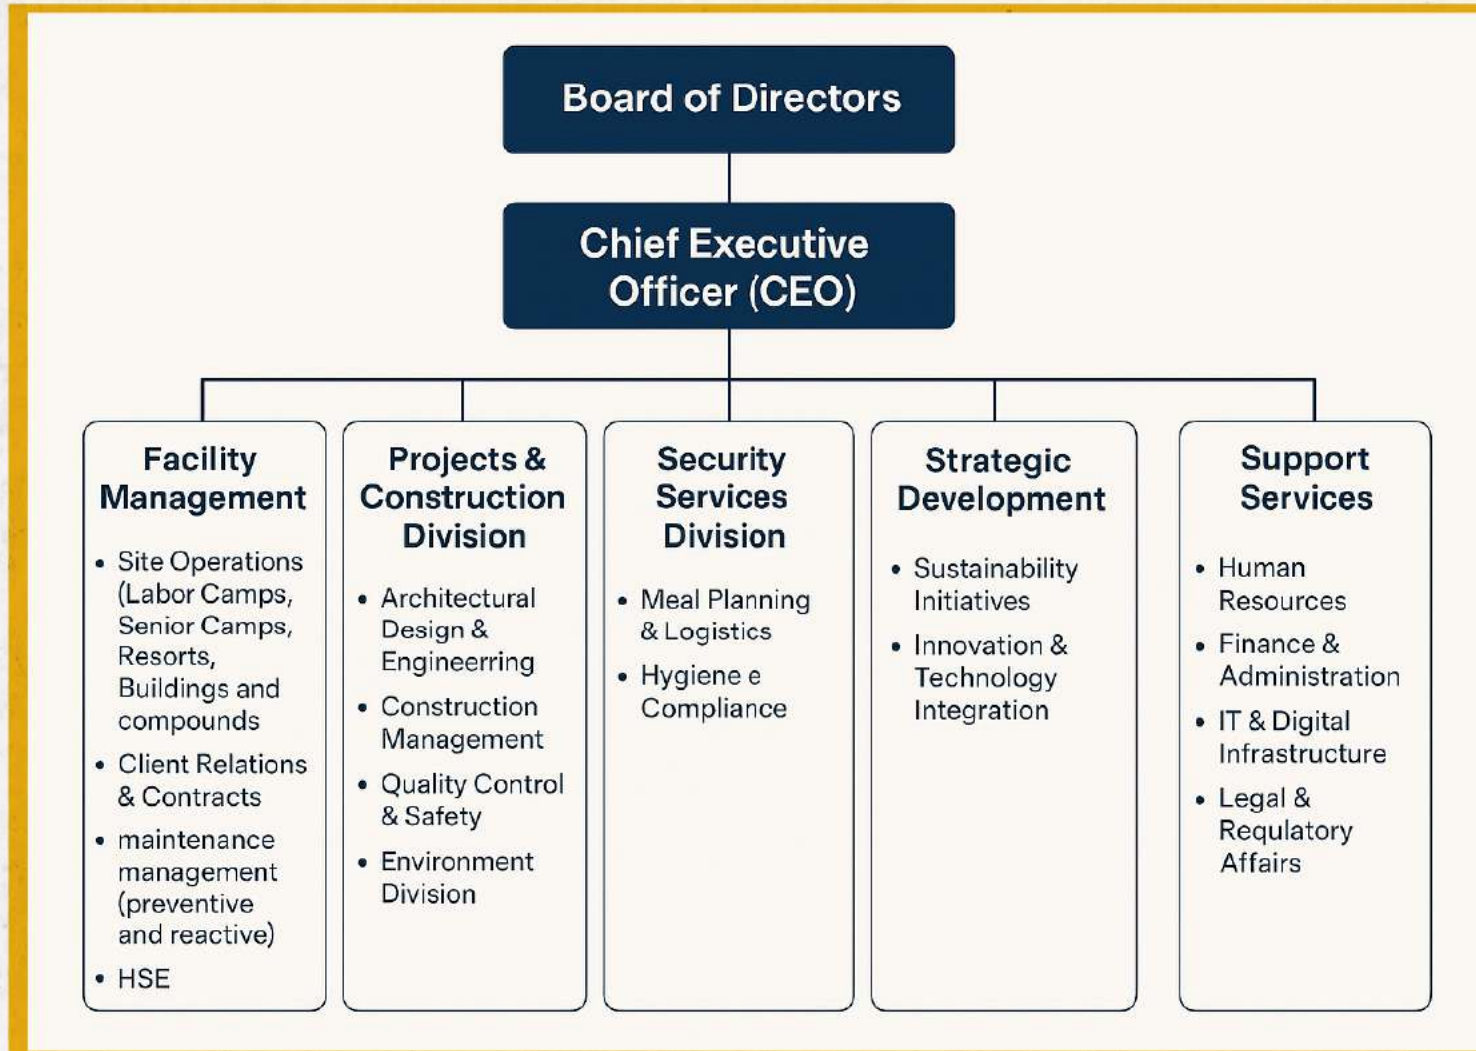 Board of Directors
Chief Executive
Officer (CEO)
Facility
Management
• Site Operations
(Labor Camps,
Senior Camps,
Resorts,
Buildings and
compounds
• Client Relations
& Contracts
• maintenance
management
(preventive
and reactive)
• HSE
Projects &
Construction
Division
• Architectural
Design &
Engineerring
• Construction
Management
• Quality Control
& Safety
• Environment
Division
Security
Services
Division
• Meal Planning
& Logistics
• Hygiene e
Compliance
Strategic
Development
• Sustainability
Initiatives
• Innovation &
Technology
Integration
Support
Services
• Human
Resources
• Finance &
Administration
• IT & Digital
Infrastructure
• Legal &
Requlatory
Affairs